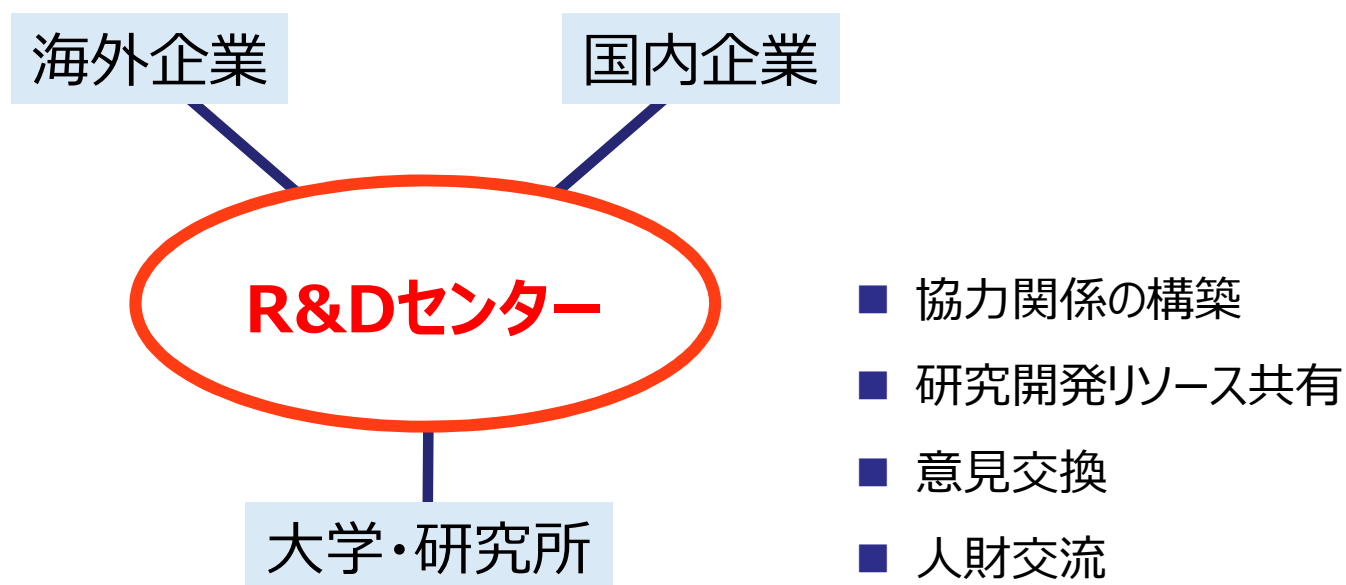 海外企業
国内企業
R&Dセンター
大学・研究所
■ 協力関係の構築
■ 研究開発リソース共有
■ 意見交換
■ 人財交流